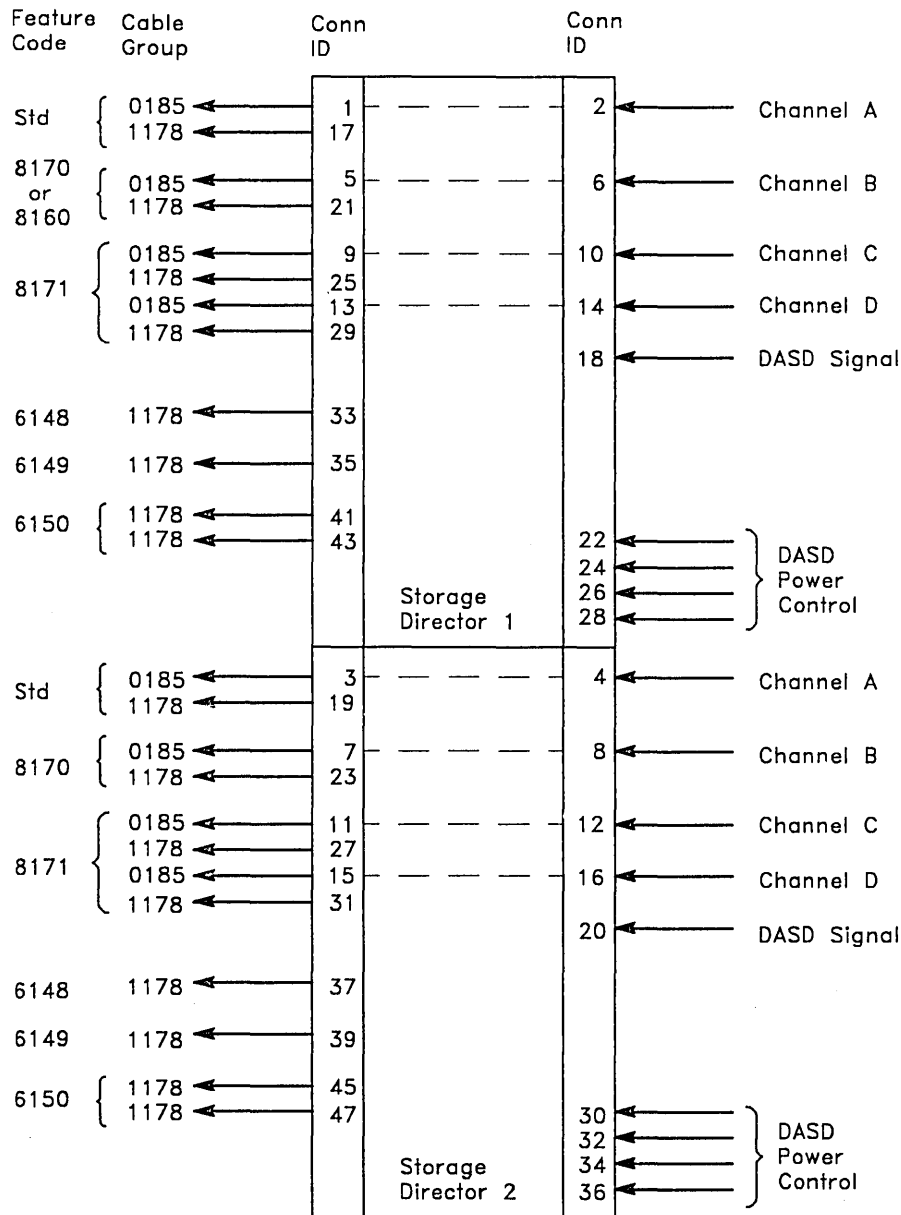 Feature Code Cable Group Conn ID Conn ID
Std 0185 1 2 Channel A
1178 17
8170 or 8160 0185 5 6 Channel B
1178 21
8171 0185 9 10 Channel C
1178 25
0185 13 14 Channel D
1178 29
18 DASD Signal
6148 1178 33
6149 1178 35
6150 1178 41
1178 43
22 DASD Power Control
24
26
28
Storage Director 1
Std 0185 3 4 Channel A
1178 19
8170 0185 7 8 Channel B
1178 23
8171 0185 11 12 Channel C
1178 27
0185 15 16 Channel D
1178 31
20 DASD Signal
6148 1178 37
6149 1178 39
6150 1178 45
1178 47
30 DASD Power Control
32
34
36
Storage Director 2